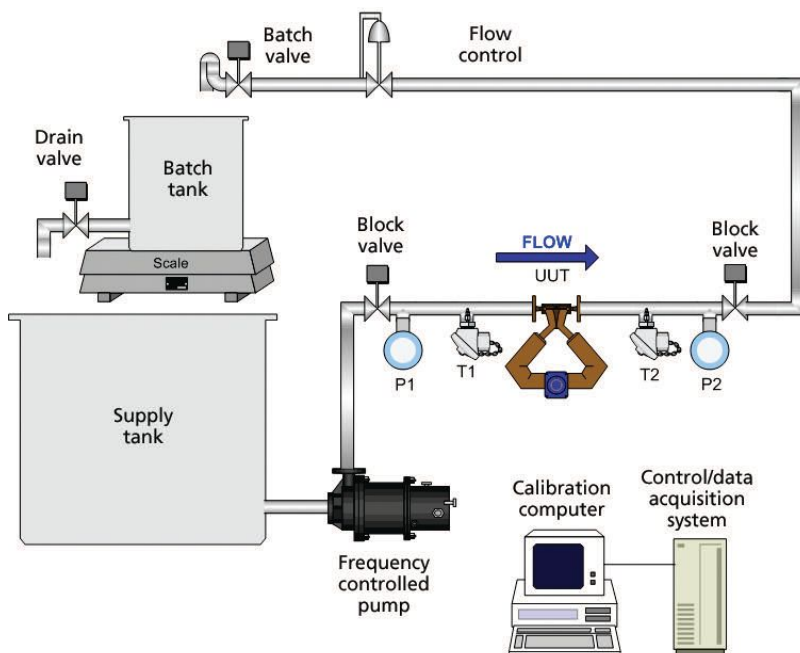 Batch
valve
Flow
control
Drain
valve
Batch
tank
Scale
Block
valve
FLOW
UUT
Block
valve
P1
T1
T2
P2
Supply
tank
Frequency
controlled
pump
Calibration
computer
Control/data
acquisition
system